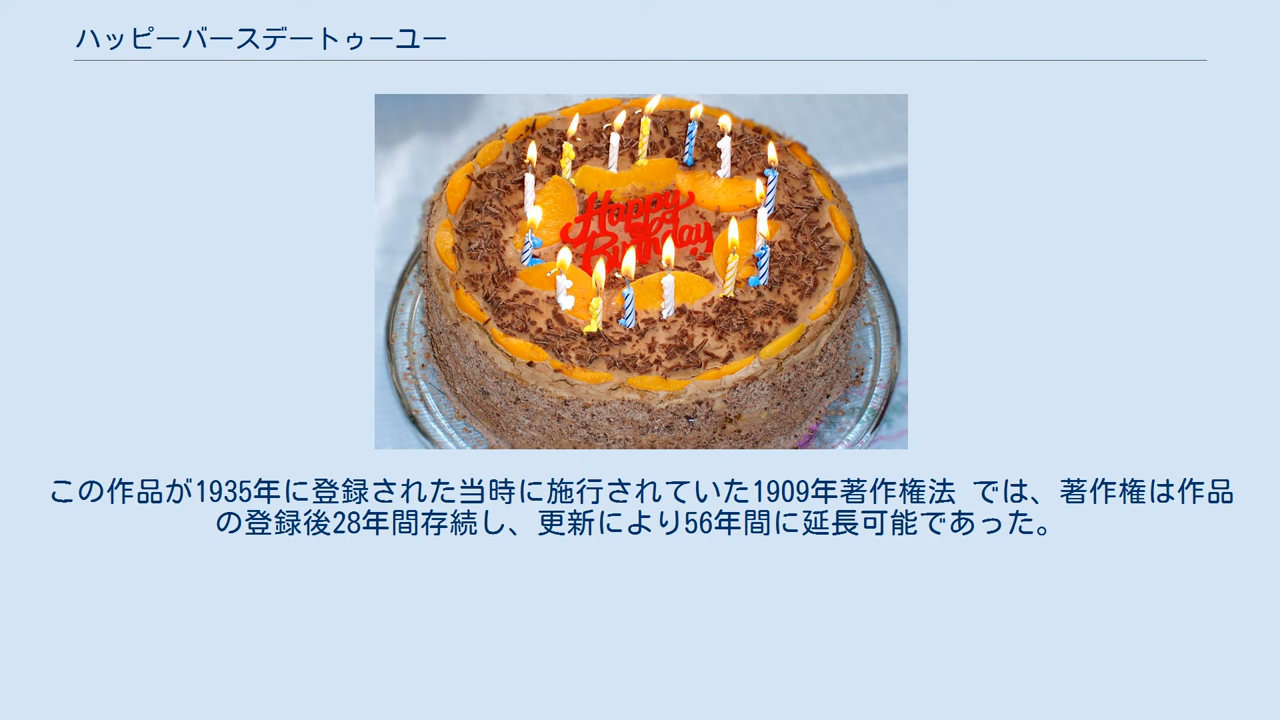 ハッピーバースデートゥーユー
Happy
Birthday
この作品が1935年に登録された当時に施行されていた1909年著作権法 では、著作権は作品
の登録後28年間存続し、更新により56年間に延長可能であった。